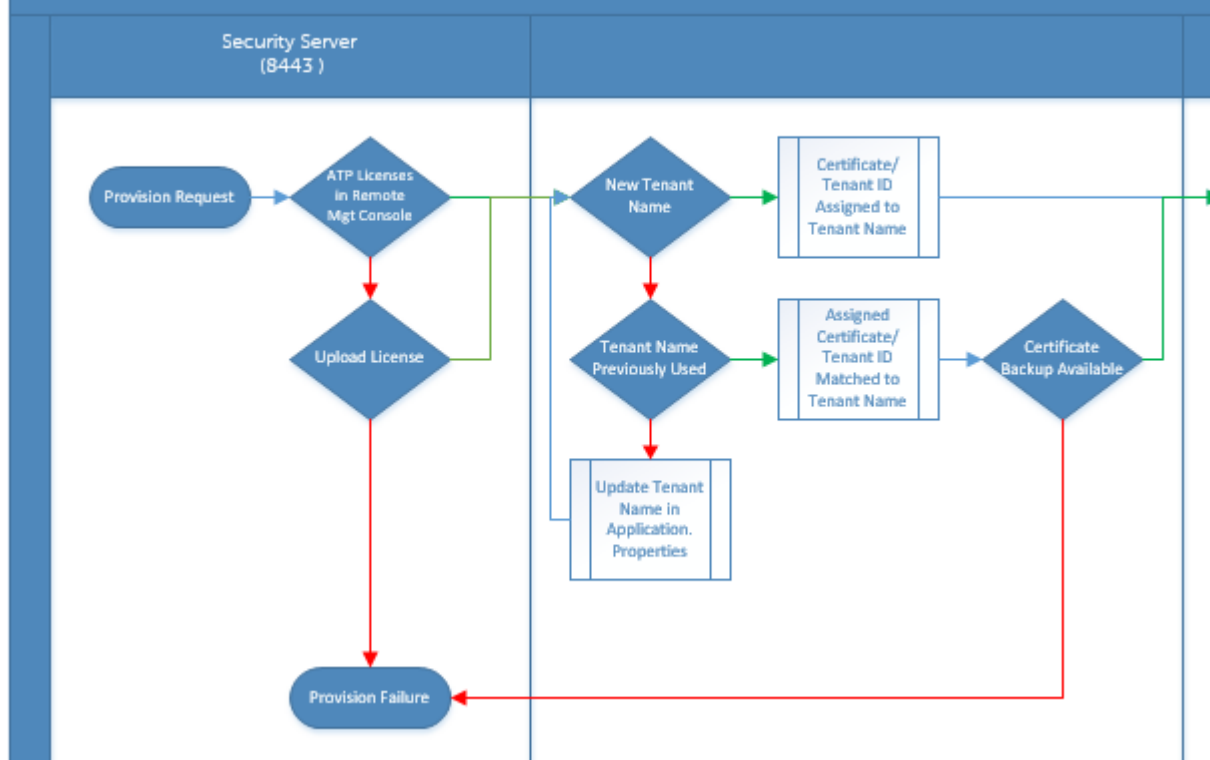 Security Server
(8443 )
Provision Request
ATP Licenses
in Remote
Mgt Console
New Tenant
Name
Certificate/
Tenant ID
Assigned to
Tenant Name
Upload License
Tenant Name
Previously Used
Assigned
Certificate/
Tenant ID
Matched to
Tenant Name
Certificate
Backup Available
Update Tenant
Name in
Application.
Properties
Provision Failure